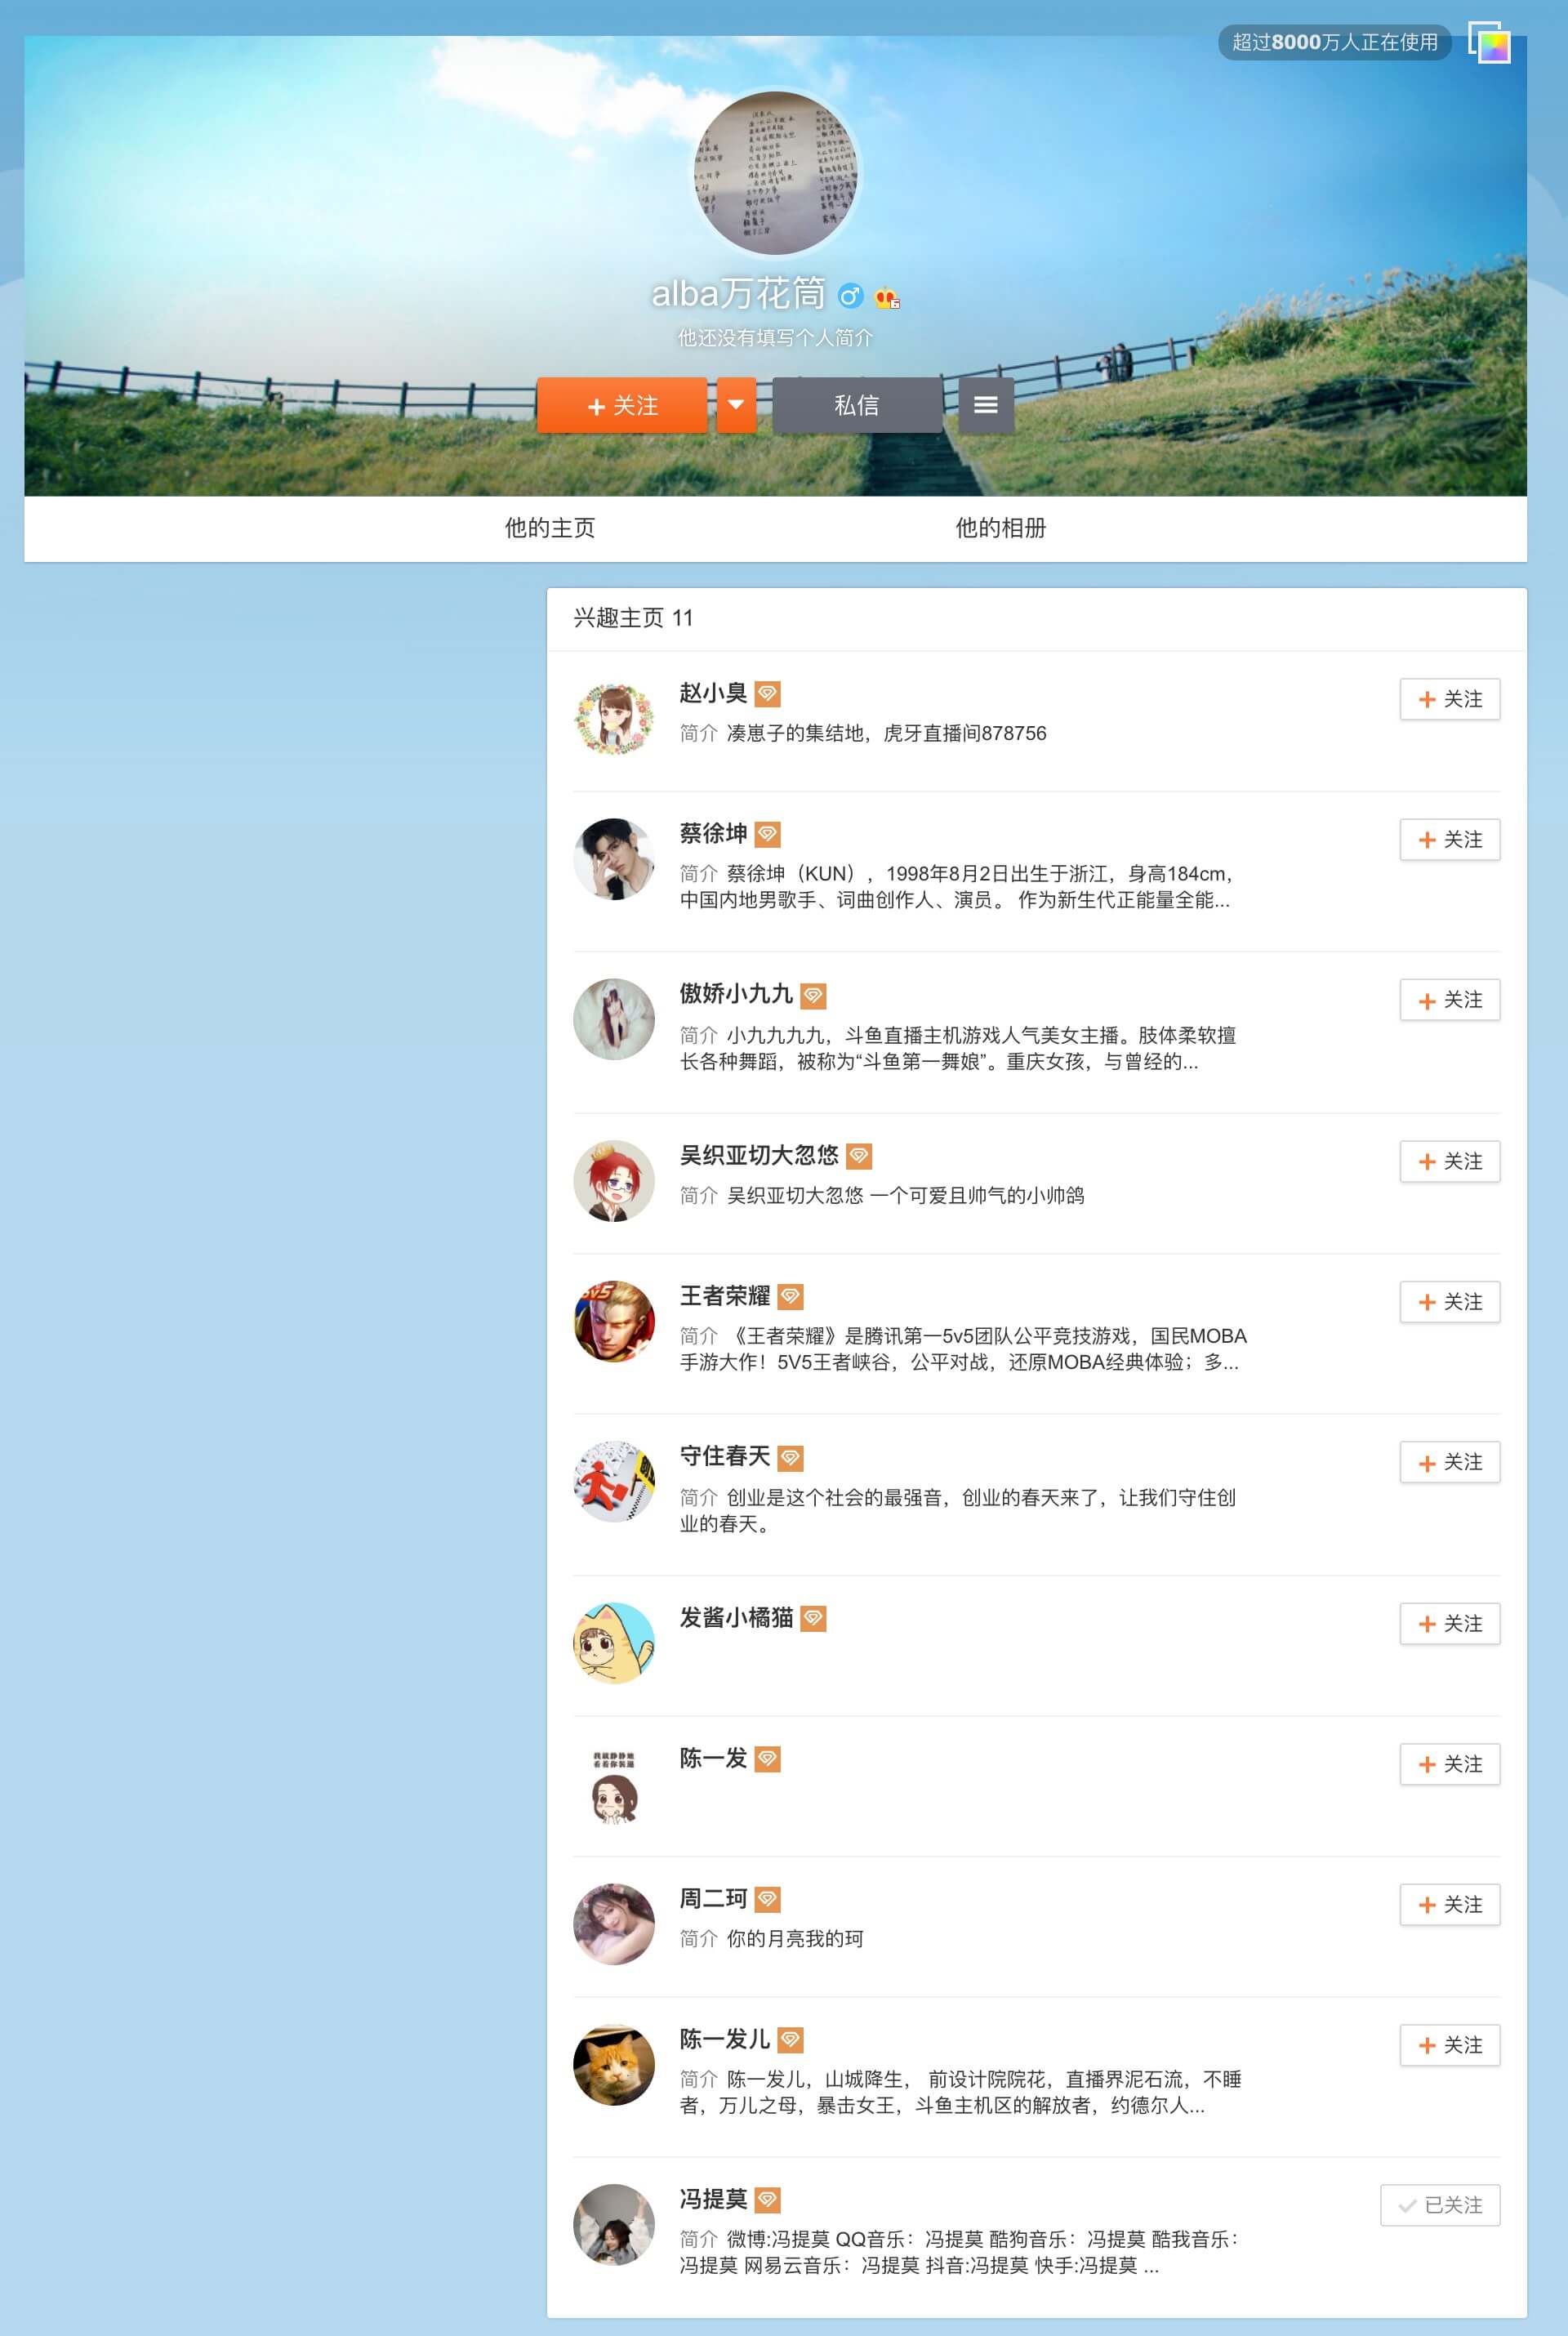 超过8000万人正在使用
alba万花筒
他还没有填写个人简介
+ 关注
私信
他的主页
他的相册
兴趣主页 11
赵小臭
+ 关注
简介 凑崽子的集结地，虎牙直播间878756
蔡徐坤
+ 关注
简介 蔡徐坤（KUN），1998年8月2日出生于浙江，身高184cm，
中国内地男歌手、词曲创作人、演员。 作为新生代正能量全能...
傲娇小九九
+ 关注
简介 小九九九九，斗鱼直播主机游戏人气美女主播。肢体柔软擅
长各种舞蹈，被称为“斗鱼第一舞娘”。重庆女孩，与曾经的...
吴织亚切大忽悠
+ 关注
简介 吴织亚切大忽悠 一个可爱且帅气的小帅鸽
5V5
王者荣耀
+ 关注
简介 《王者荣耀》是腾讯第一5v5团队公平竞技游戏，国民MOBA
手游大作！5V5王者峡谷，公平对战，还原MOBA经典体验；多...
守住春天
+ 关注
简介 创业是这个社会的最强音，创业的春天来了，让我们守住创
业的春天。
发酱小橘猫
+ 关注
我就静静地
看着你装逼
陈一发
+ 关注
周二珂
+ 关注
简介 你的月亮我的珂
陈一发儿
+ 关注
简介 陈一发儿，山城降生， 前设计院院花，直播界泥石流，不睡
者，万儿之母，暴击女王，斗鱼主机区的解放者，约德尔人...
冯提莫
已关注
简介 微博:冯提莫 QQ音乐：冯提莫 酷狗音乐：冯提莫 酷我音乐：
冯提莫 网易云音乐：冯提莫 抖音:冯提莫 快手:冯提莫 ...